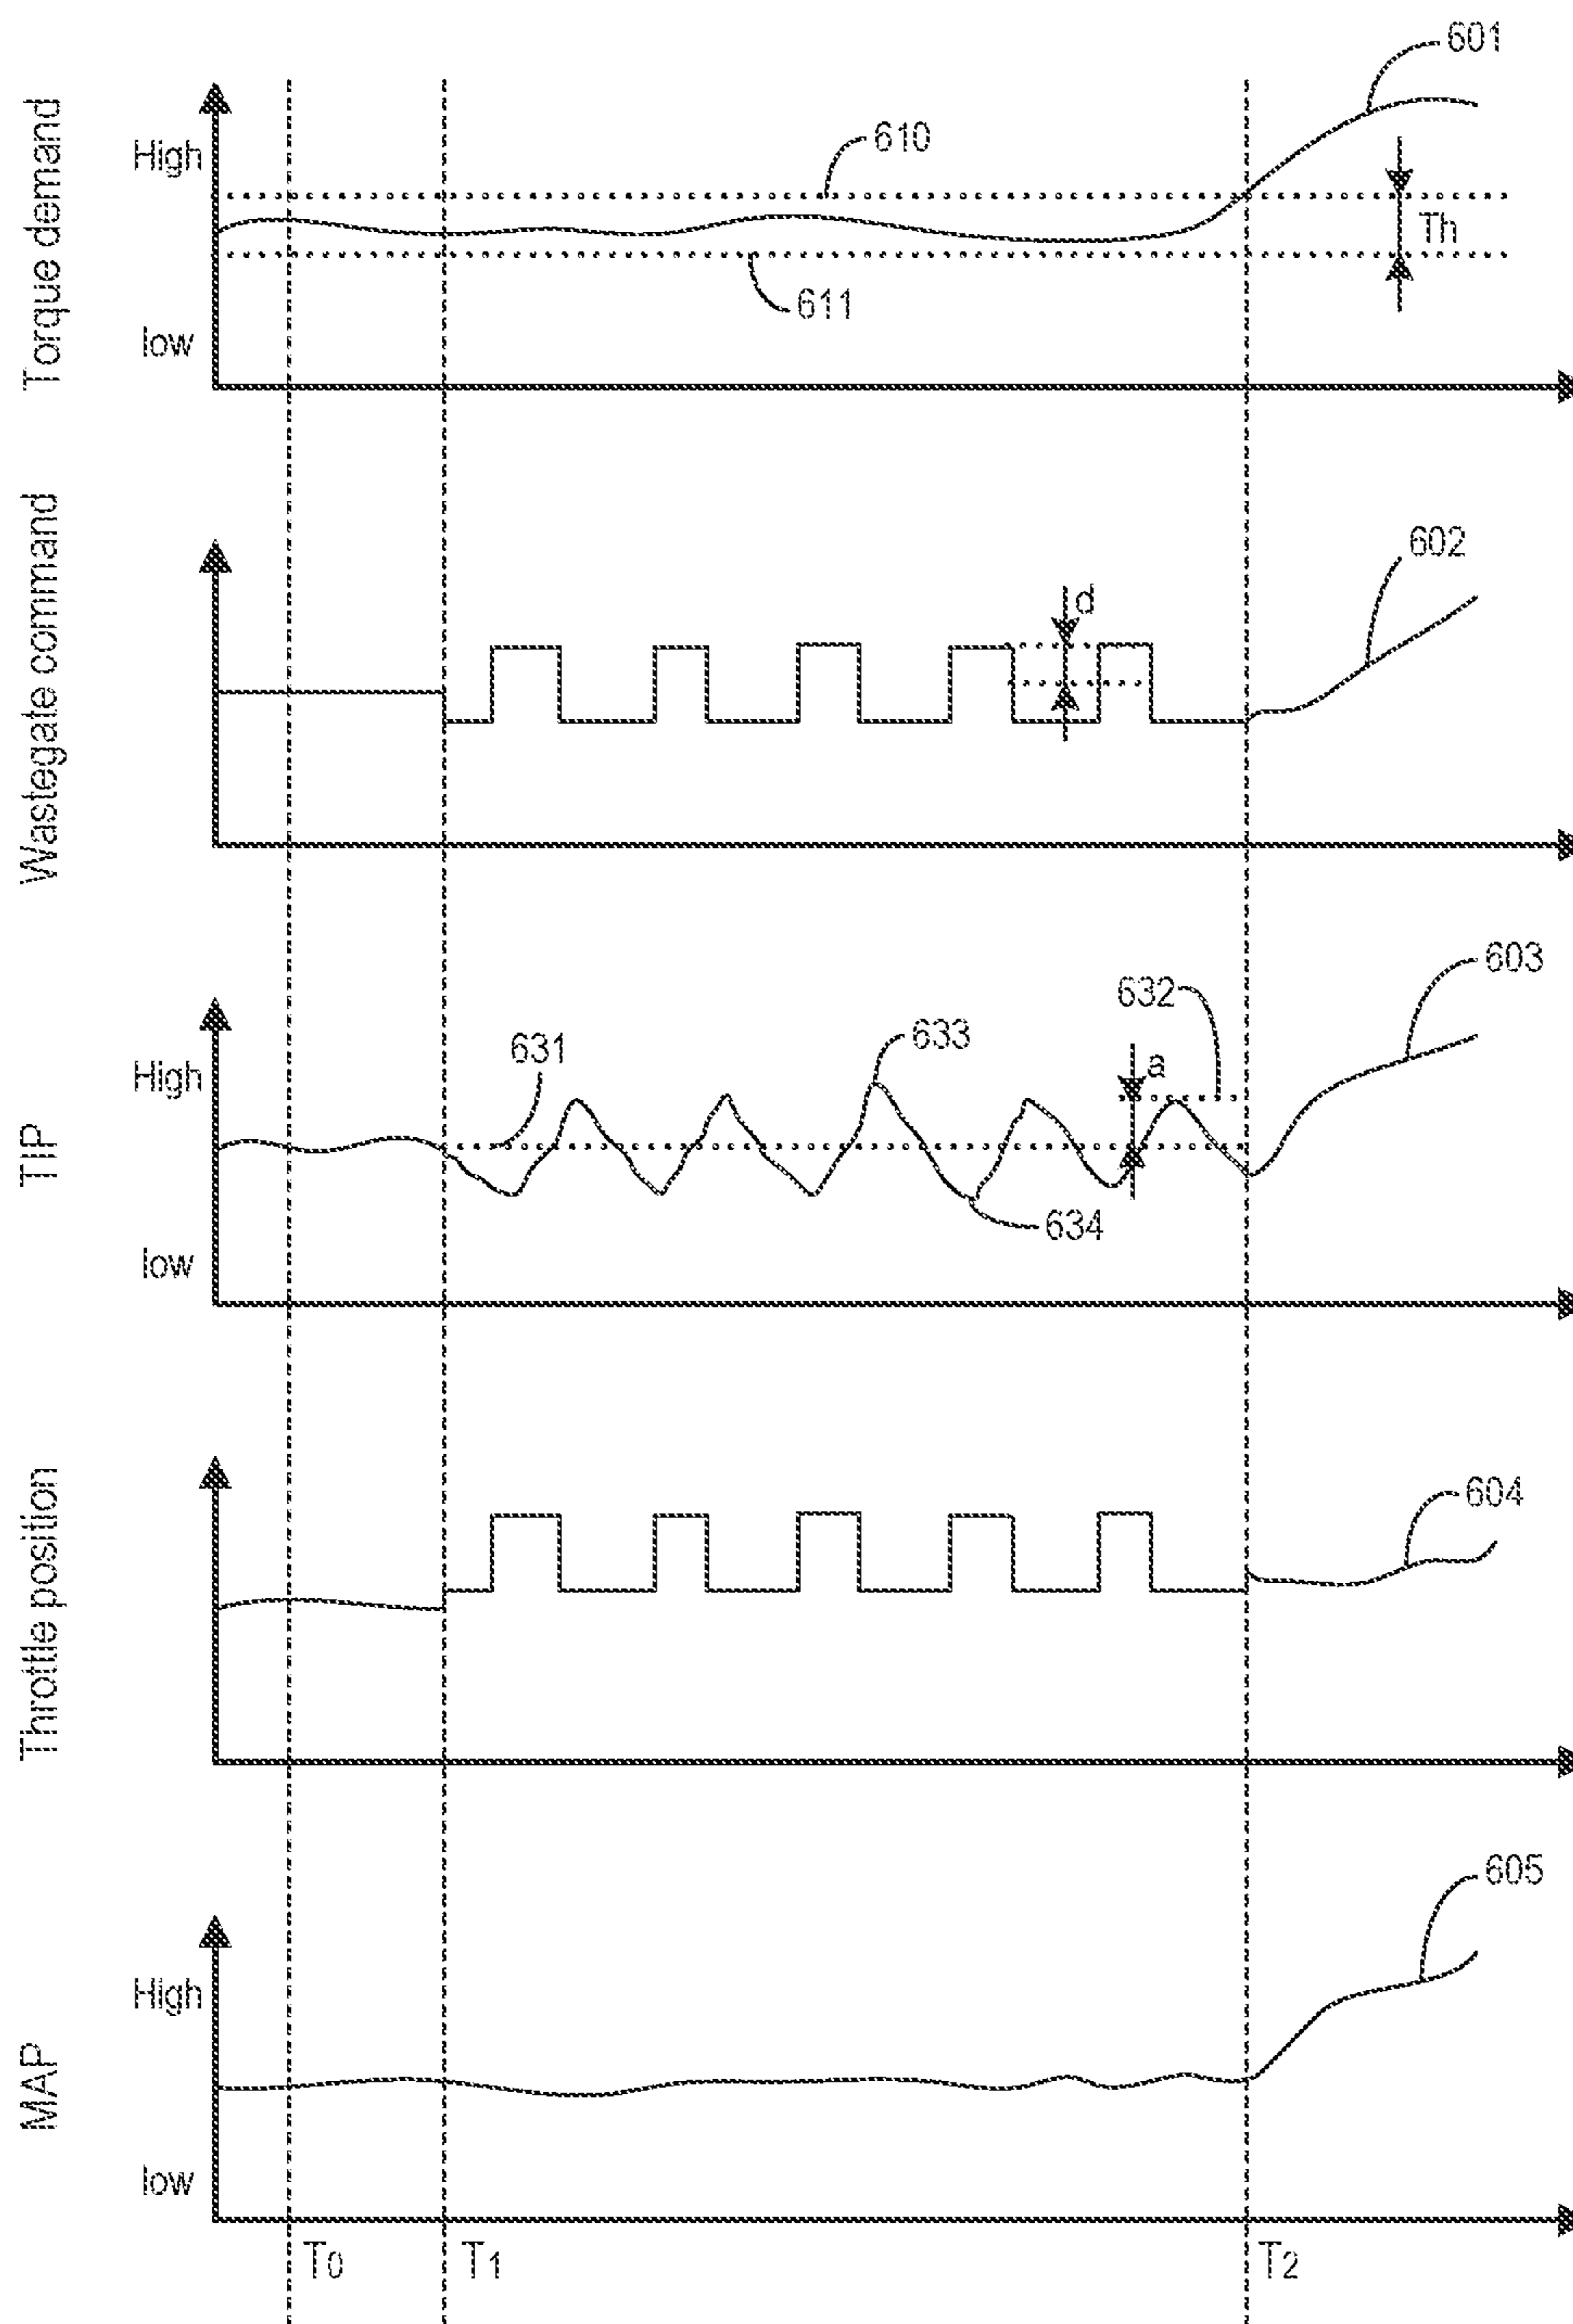 601
610
High
Torque demand
Th
611
low
Wastegate command
602
d
603
632
631
633
a
High
TIP
634
low
Throttle position
604
605
High
MAP
low
T0
T1
T2